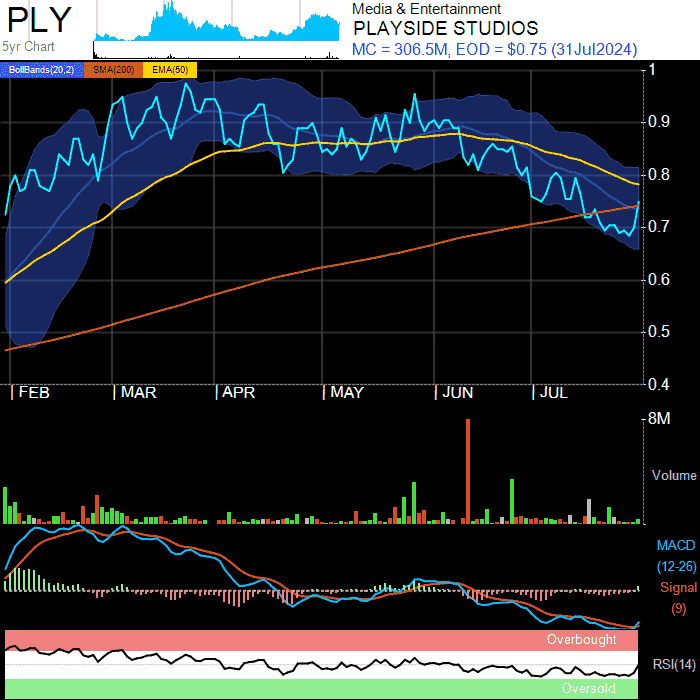 PLY
5yr Chart
Media & Entertainment
PLAYSIDE STUDIOS
MC = 306.5M, EOD = $0.75 (31Jul2024)
BollBands(20,2) SMA(200) EMA(50)
1
0.9
0.8
0.7
0.6
0.5
0.4
FEB MAR APR MAY JUN JUL
8M
Volume
MACD
(12-26)
Signal
(9)
Overbought
RSI(14)
Oversold